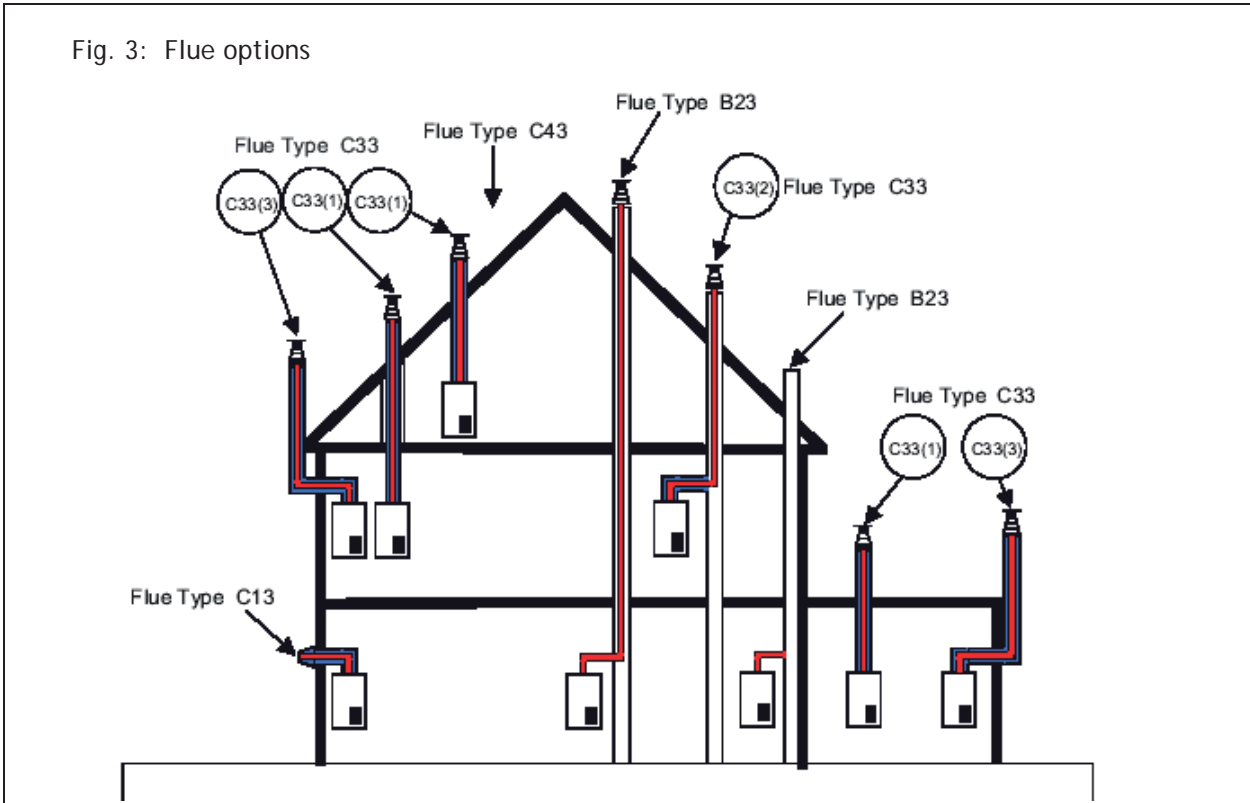 Fig. 3: Flue options
Flue Type B23
Flue Type C43
Flue Type C33
C33(3)
C33(1)
C33(1)
C33(2)
Flue Type C33
Flue Type B23
Flue Type C33
C33(1)
C33(3)
Flue Type C13